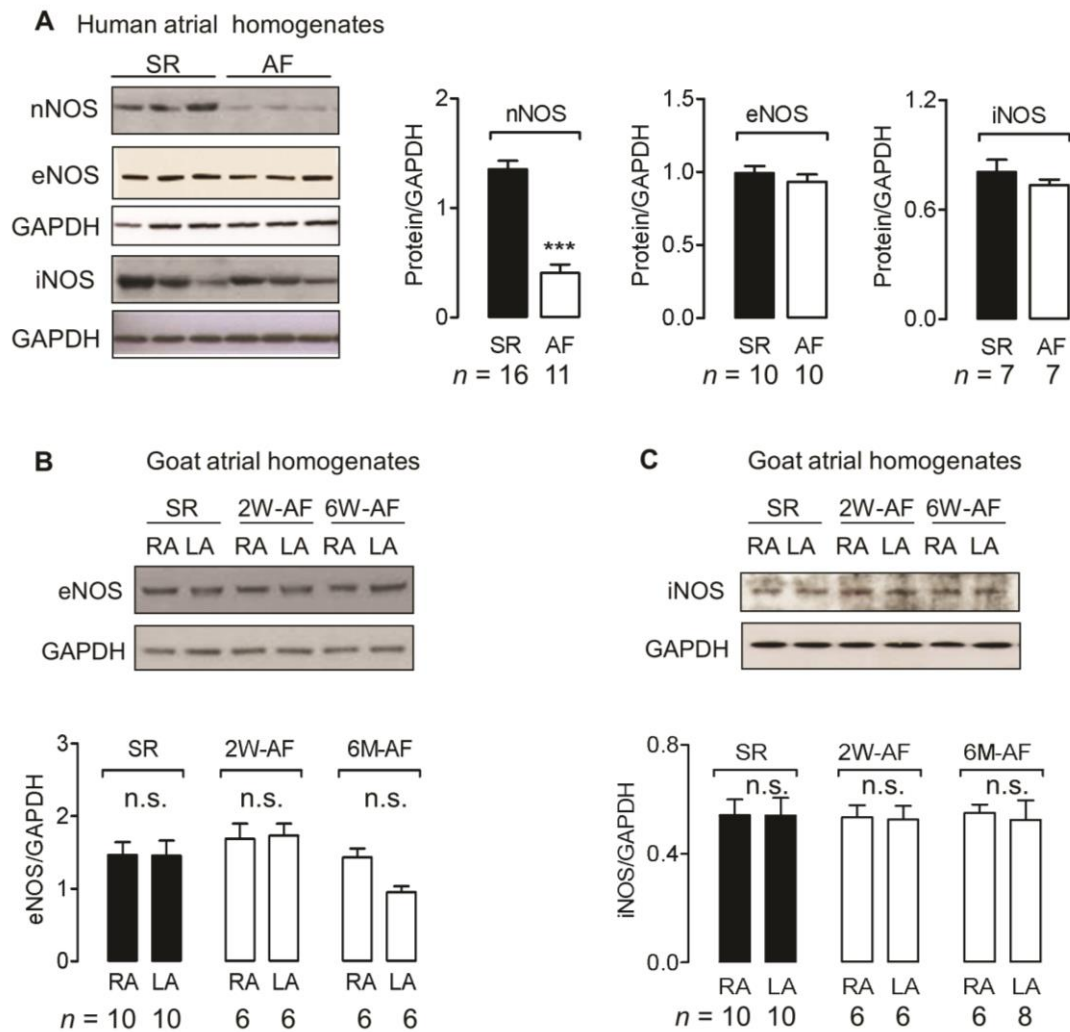 A Human atrial homogenates
SR AF
nNOS
eNOS
GAPDH
iNOS
GAPDH
Protein/GAPDH
2
1
0
nNOS
***
SR AF
n = 16 11
Protein/GAPDH
1.5
1.0
0.5
0.0
eNOS
SR AF
n = 10 10
Protein/GAPDH
1.2
0.6
0.0
iNOS
SR AF
n = 7 7
B Goat atrial homogenates
SR 2W-AF 6W-AF
RA LA RA LA RA LA
eNOS
GAPDH
eNOS/GAPDH
3
2
1
0
SR 2W-AF 6M-AF
n.s. n.s. n.s.
RA LA RA LA RA LA
n = 10 10 6 6 6 6
C Goat atrial homogenates
SR 2W-AF 6W-AF
RA LA RA LA RA LA
iNOS
GAPDH
iNOS/GAPDH
0.8
0.4
0.0
SR 2W-AF 6M-AF
n.s. n.s. n.s.
RA LA RA LA RA LA
n = 10 10 6 6 6 8